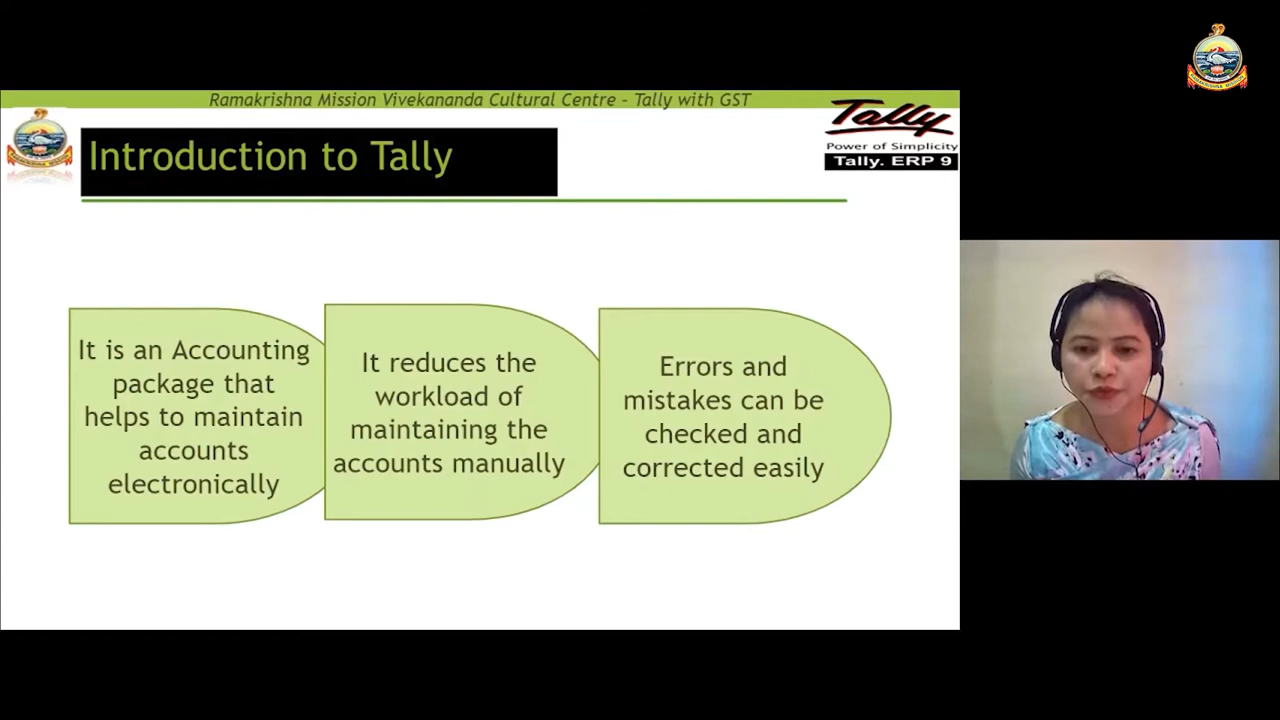 Ramakrishna Mission Vivekananda Cultural Centre - Tally with GST
Introduction to Tally
Tally
Power of Simplicity
Tally. ERP 9
It is an Accounting
package that
helps to maintain
accounts
electronically
It reduces the
workload of
maintaining the
accounts manually
Errors and
mistakes can be
checked and
corrected easily
RAMAKRISHNA MISSION